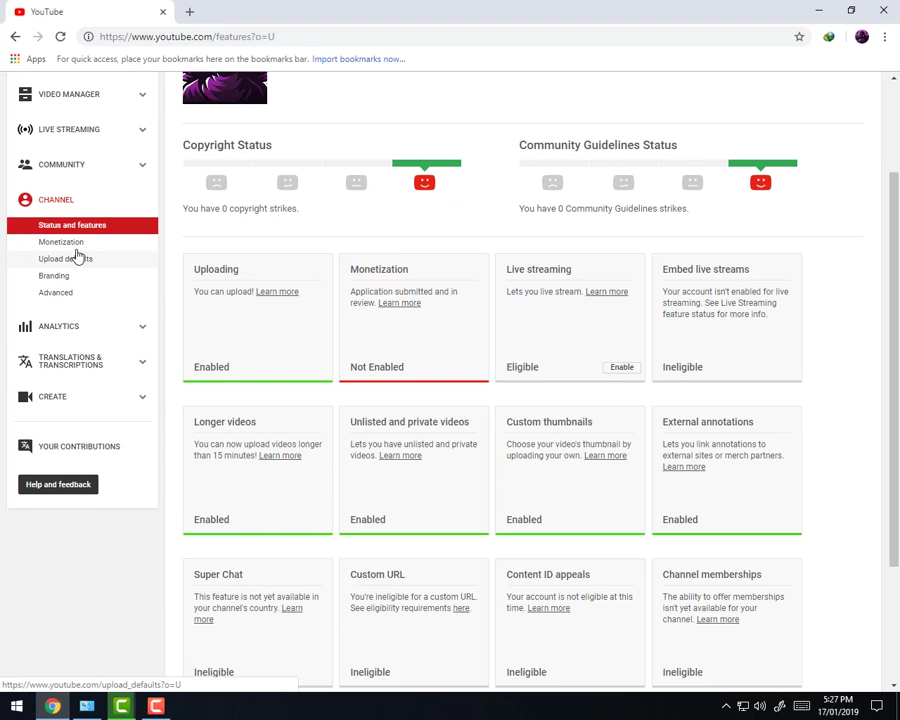 YouTube
https://www.youtube.com/features?o=U
Apps For quick access, place your bookmarks here on the bookmarks bar. Import bookmarks now...
VIDEO MANAGER
LIVE STREAMING
COMMUNITY
CHANNEL
Status and features
Monetization
Upload defaults
Branding
Advanced
ANALYTICS
TRANSLATIONS &
TRANSCRIPTIONS
CREATE
YOUR CONTRIBUTIONS
Help and feedback
Copyright Status
You have 0 copyright strikes.
Community Guidelines Status
You have 0 Community Guidelines strikes.
Uploading
You can upload! Learn more
Enabled
Monetization
Application submitted and in
review. Learn more
Not Enabled
Live streaming
Lets you live stream. Learn more
Eligible Enable
Embed live streams
Your account isn't enabled for live
streaming. See Live Streaming
feature status for more info.
Ineligible
Longer videos
You can now upload videos longer
than 15 minutes! Learn more
Enabled
Unlisted and private videos
Lets you have unlisted and private
videos. Learn more
Enabled
Custom thumbnails
Choose your video's thumbnail by
uploading your own. Learn more
Enabled
External annotations
Lets you link annotations to
external sites or merch partners.
Learn more
Enabled
Super Chat
This feature is not yet available in
your channel's country. Learn
more
Ineligible
Custom URL
You're ineligible for a custom URL.
See eligibility requirements here.
Ineligible
Content ID appeals
Your account is not eligible at this
time. Learn more
Ineligible
Channel memberships
The ability to offer memberships
isn't yet available for your
channel. Learn more
Ineligible
https://www.youtube.com/upload_defaults?o=U
5:27 PM
17/01/2019